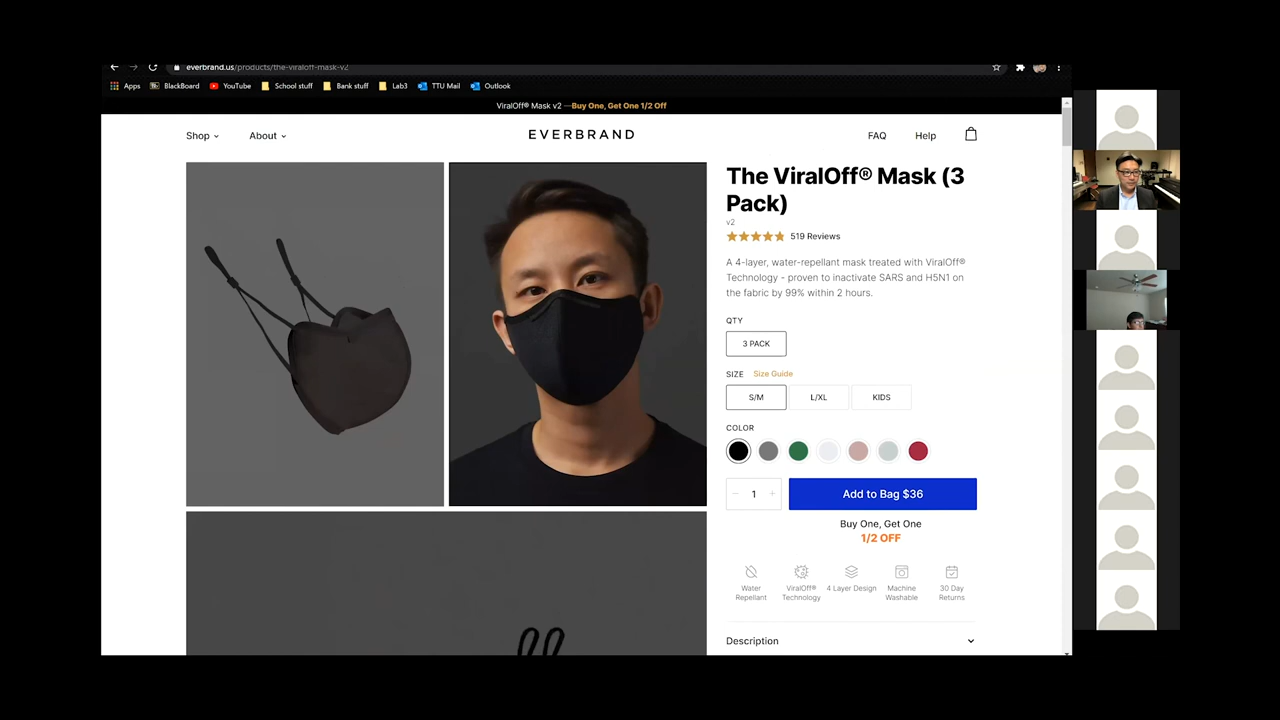 everbrand.us/products/the-viraloff-mask-v2
Apps BlackBoard YouTube School stuff Bank stuff Lab3 TTU Mail Outlook
ViralOff® Mask v2 —Buy One, Get One 1/2 Off
Shop About EVERBRAND FAQ Help
The ViralOff® Mask (3
Pack)
v2
519 Reviews
A 4-layer, water-repellant mask treated with ViralOff®
Technology - proven to inactivate SARS and H5N1 on
the fabric by 99% within 2 hours.
QTY
3 PACK
SIZE Size Guide
S/M L/XL KIDS
COLOR
− 1 + Add to Bag $36
Buy One, Get One
1/2 OFF
Water ViralOff® 4 Layer Design Machine 30 Day
Repellant Technology Washable Returns
Description